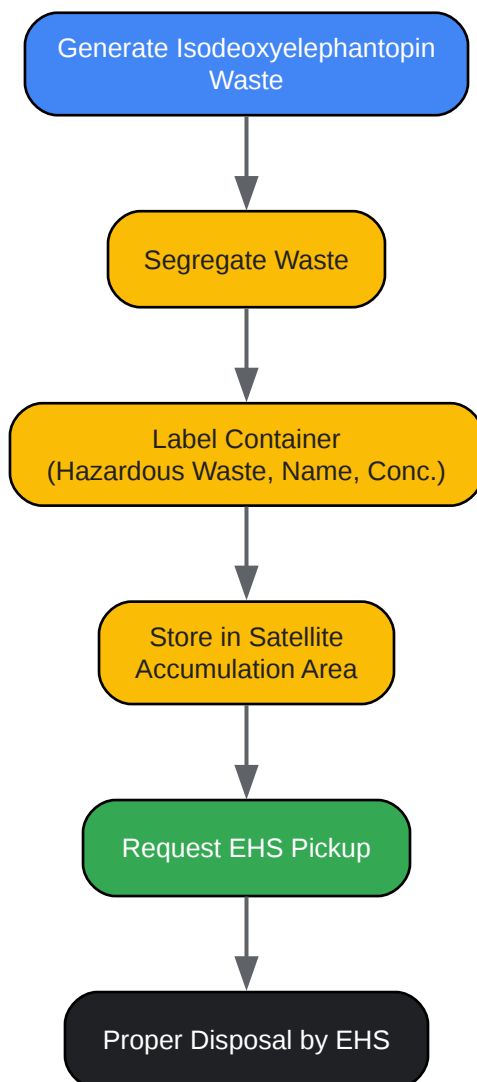 Generate Isodeoxyelephantopin
Waste
Segregate Waste
Label Container
(Hazardous Waste, Name, Conc.)
Store in Satellite
Accumulation Area
Request EHS Pickup
Proper Disposal by EHS